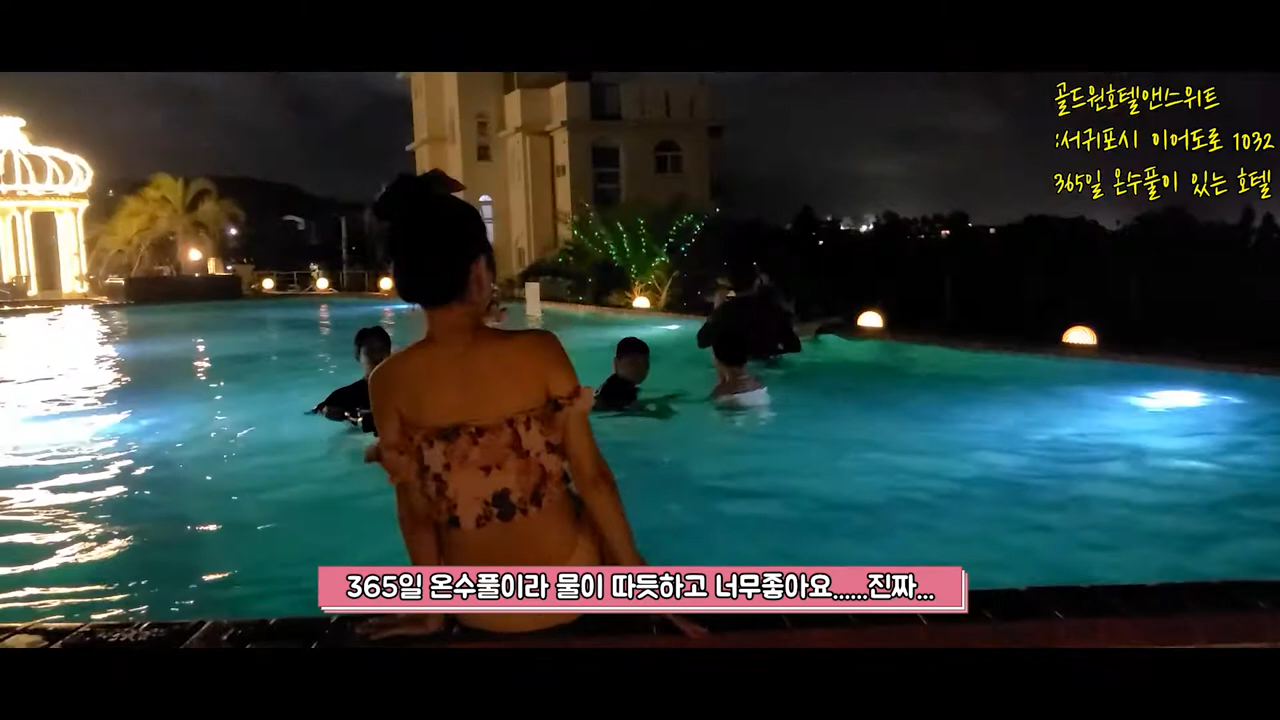 골드원호텔앤스위트
:서귀포시 이어도로 1032
365일 온수풀이 있는 호텔
365일 온수풀이라 물이 따듯하고 너무좋아요......진짜...